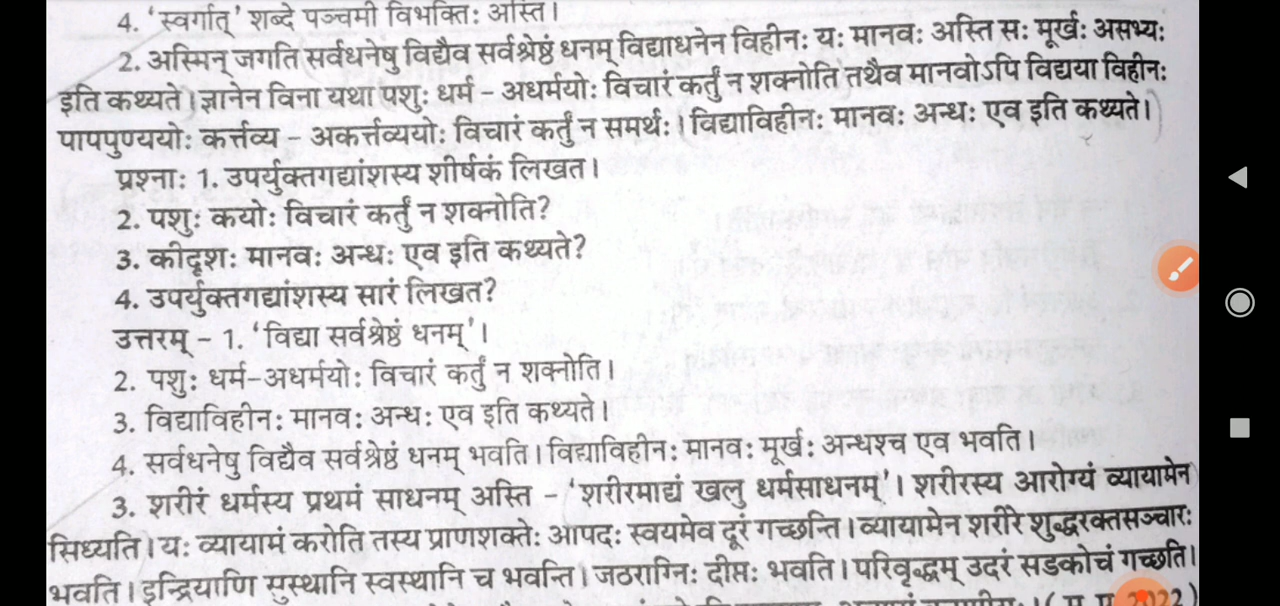 4. 'स्वर्गात्' शब्दे पञ्चमी विभक्तिः अस्ति।
2. अस्मिन् जगति सर्वधनेषु विद्यैव सर्वश्रेष्ठं धनम् विद्याधनेन विहीनः यः मानवः अस्ति सः मूर्खः असभ्यः
इति कथ्यते। ज्ञानेन विना यथा पशुः धर्म - अधर्मयोः विचारं कर्तुं न शक्नोति तथैव मानवोऽपि विद्यया विहीनः
पापपुण्ययोः कर्त्तव्य - अकर्त्तव्ययोः विचारं कर्तुं न समर्थः। विद्याविहीनः मानवः अन्धः एव इति कथ्यते।
प्रश्नाः 1. उपर्युक्तगद्यांशस्य शीर्षकं लिखत।
2. पशुः कयोः विचारं कर्तुं न शक्नोति?
3. कीदृशः मानवः अन्धः एव इति कथ्यते?
4. उपर्युक्तगद्यांशस्य सारं लिखत?
उत्तरम् - 1. 'विद्या सर्वश्रेष्ठं धनम्'।
2. पशुः धर्म-अधर्मयोः विचारं कर्तुं न शक्नोति।
3. विद्याविहीनः मानवः अन्धः एव इति कथ्यते।
4. सर्वधनेषु विद्यैव सर्वश्रेष्ठं धनम् भवति। विद्याविहीनः मानवः मूर्खः अन्धश्च एव भवति।
3. शरीरं धर्मस्य प्रथमं साधनम् अस्ति - 'शरीरमाद्यं खलु धर्मसाधनम्'। शरीरस्य आरोग्यं व्यायामेन
सिध्यति। यः व्यायामं करोति तस्य प्राणशक्तेः आपदः स्वयमेव दूरं गच्छन्ति। व्यायामेन शरीरे शुद्धरक्तसञ्चारः
भवति। इन्द्रियाणि सुस्थानि स्वस्थानि च भवन्ति। जठराग्निः दीप्तः भवति। परिवृद्धम् उदरं सङकोचं गच्छति।